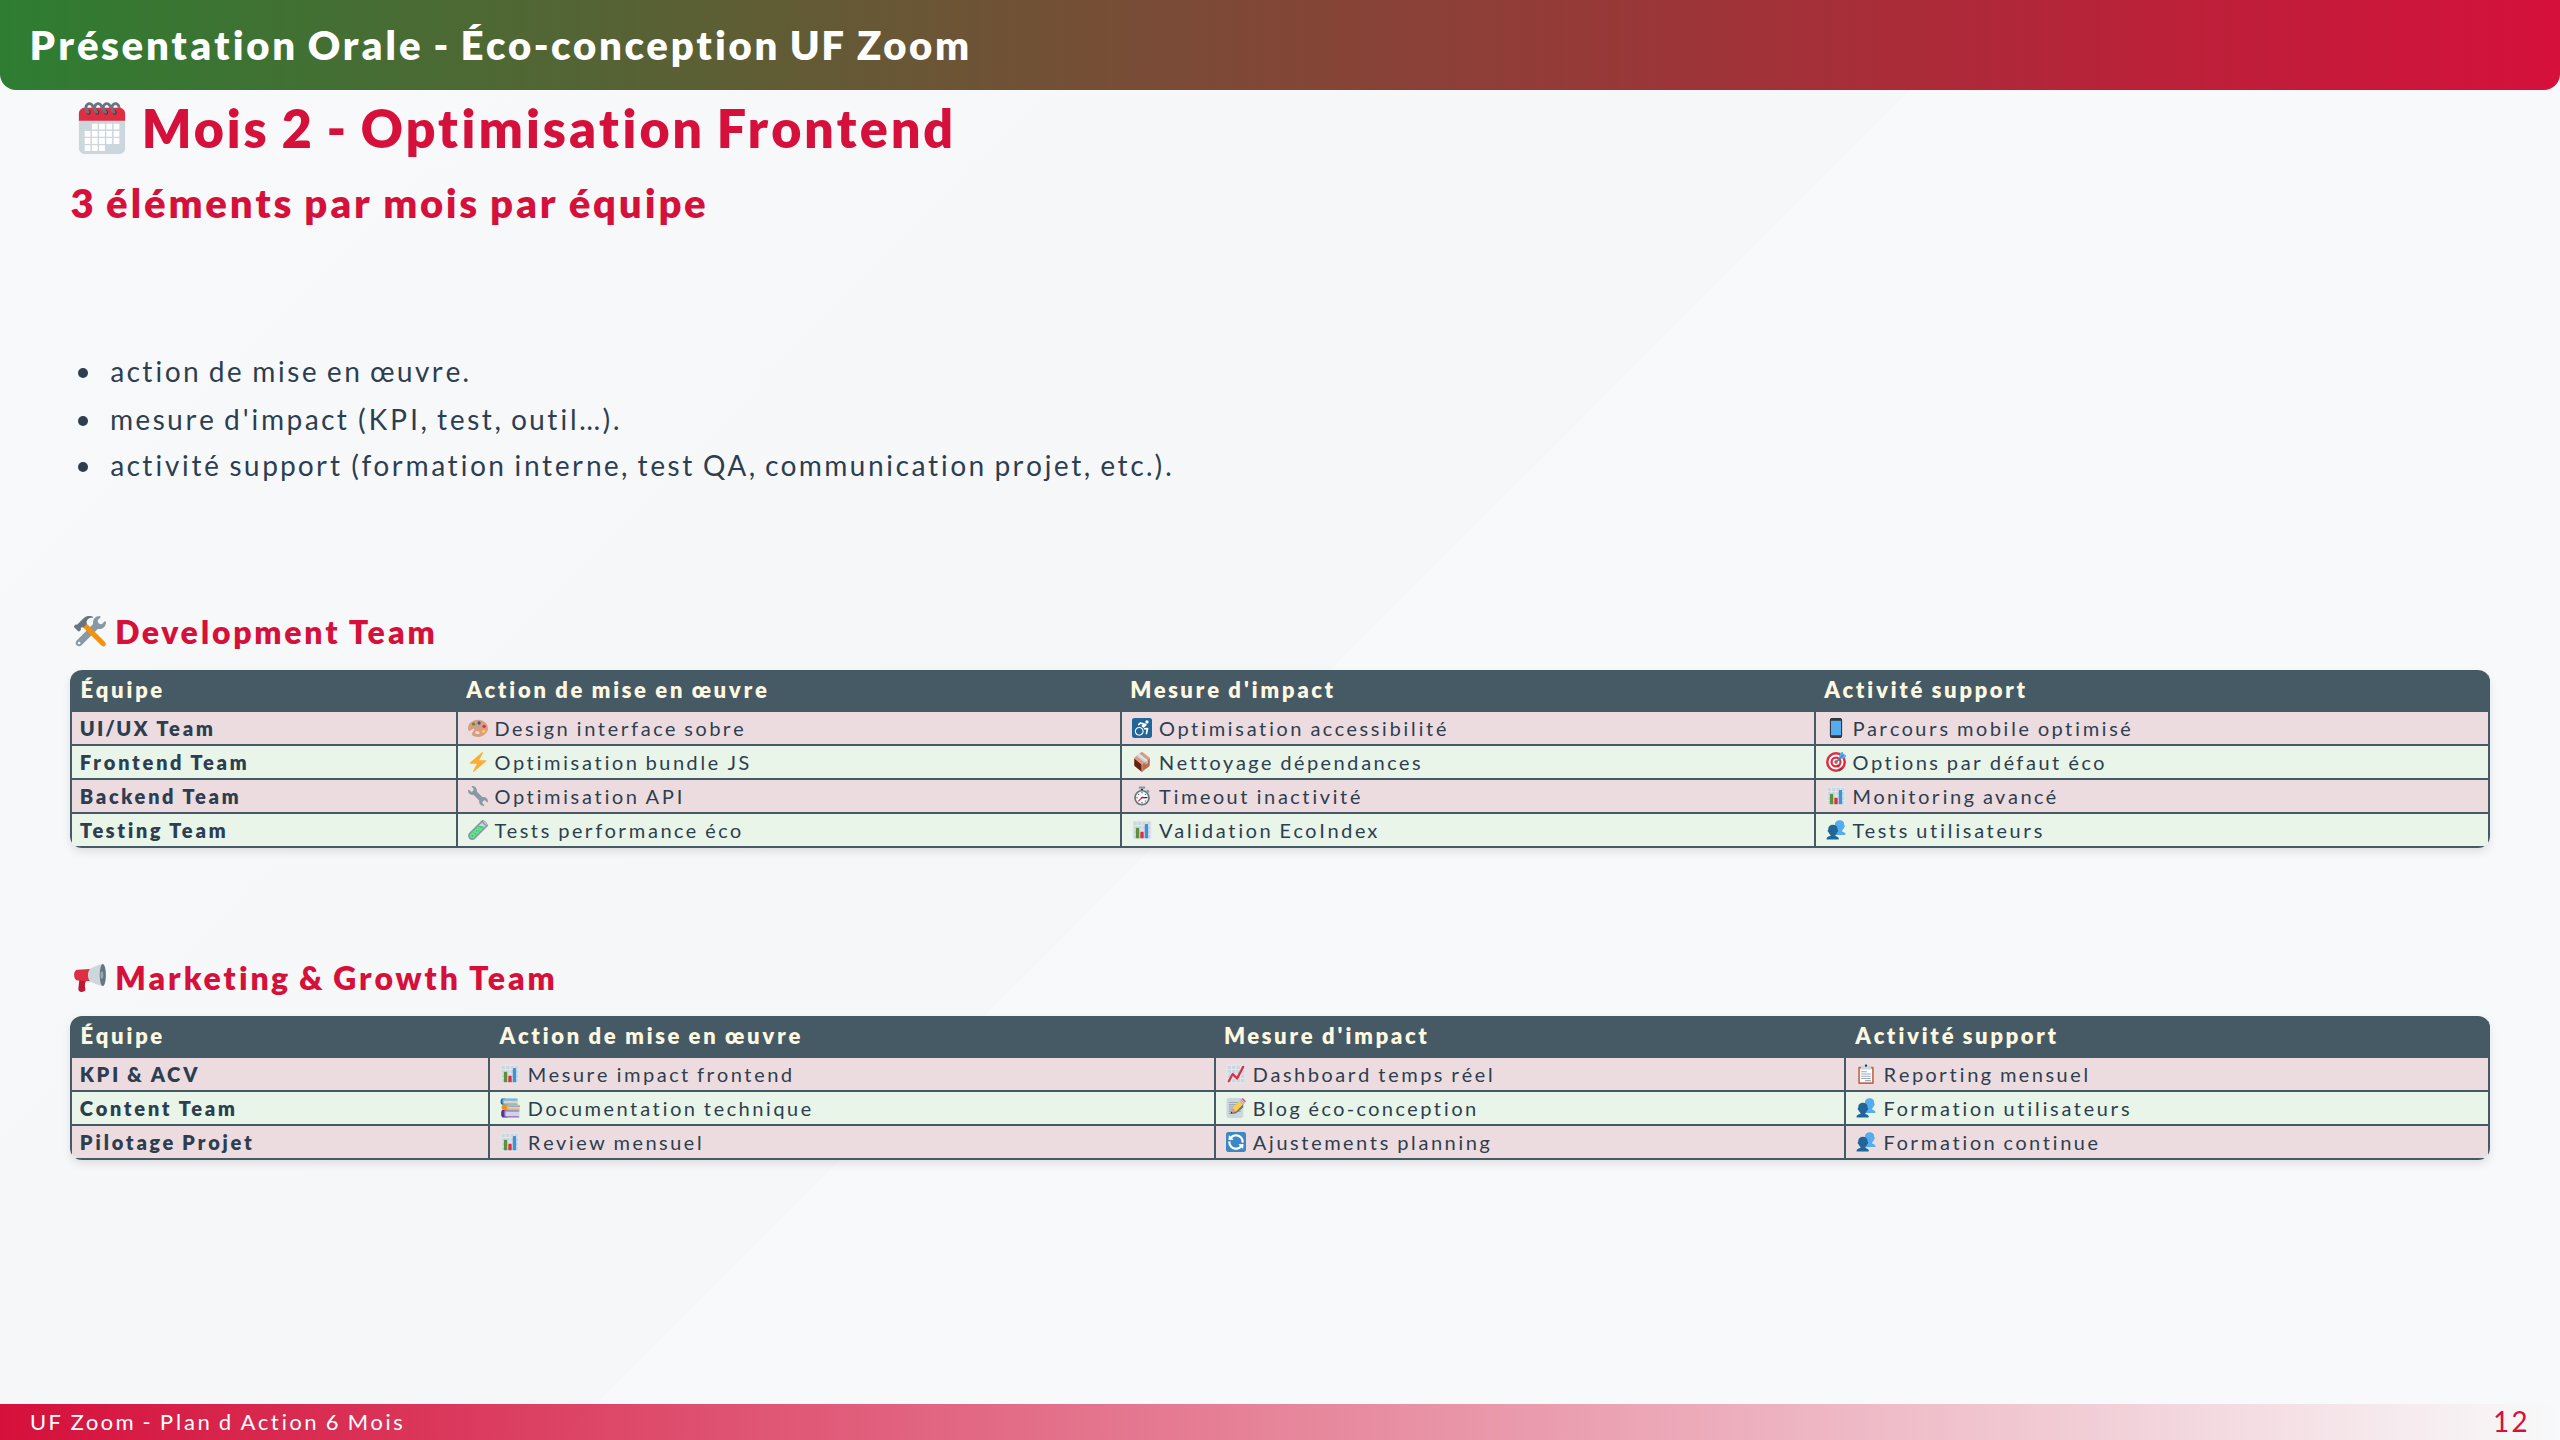 Présentation Orale - Éco-conception UF Zoom
Mois 2 - Optimisation Frontend
3 éléments par mois par équipe
• action de mise en œuvre.
• mesure d'impact (KPI, test, outil...).
• activité support (formation interne, test QA, communication projet, etc.).
Development Team
Équipe Action de mise en œuvre Mesure d'impact Activité support
UI/UX Team Design interface sobre Optimisation accessibilité Parcours mobile optimisé
Frontend Team Optimisation bundle JS Nettoyage dépendances Options par défaut éco
Backend Team Optimisation API Timeout inactivité Monitoring avancé
Testing Team Tests performance éco Validation EcoIndex Tests utilisateurs
Marketing & Growth Team
Équipe Action de mise en œuvre Mesure d'impact Activité support
KPI & ACV Mesure impact frontend Dashboard temps réel Reporting mensuel
Content Team Documentation technique Blog éco-conception Formation utilisateurs
Pilotage Projet Review mensuel Ajustements planning Formation continue
UF Zoom - Plan d Action 6 Mois
12